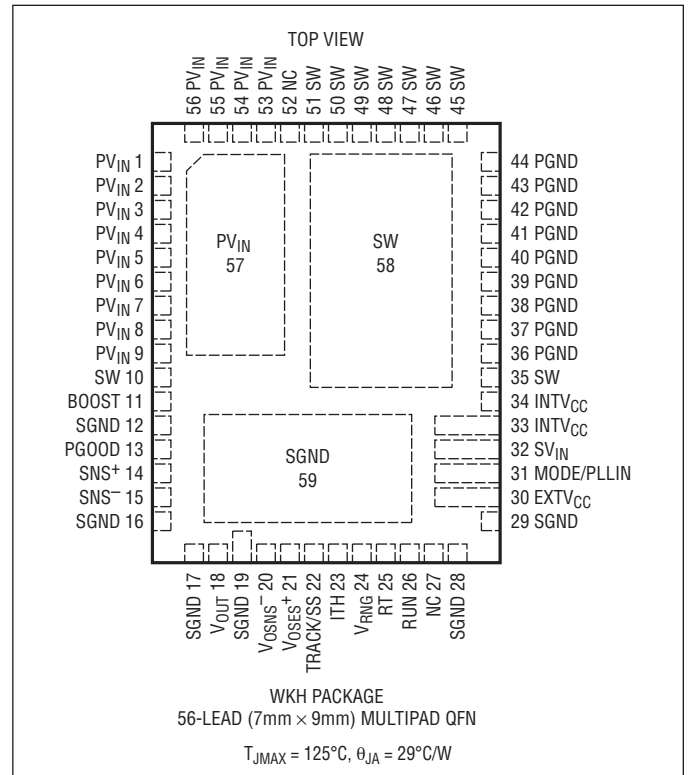 TOP VIEW
56 PVIN
55 PVIN
54 PVIN
53 PVIN
52 NC
51 SW
50 SW
49 SW
48 SW
47 SW
46 SW
45 SW
PVIN 1
PVIN 2
PVIN 3
PVIN 4
PVIN 5
PVIN 6
PVIN 7
PVIN 8
PVIN 9
SW 10
BOOST 11
SGND 12
PGOOD 13
SNS+ 14
SNS– 15
SGND 16
PVIN
57
SW
58
SGND
59
44 PGND
43 PGND
42 PGND
41 PGND
40 PGND
39 PGND
38 PGND
37 PGND
36 PGND
35 SW
34 INTVCC
33 INTVCC
32 SVIN
31 MODE/PLLIN
30 EXTVCC
29 SGND
SGND 17
VOUT 18
SGND 19
VOSNS– 20
VOSES+ 21
TRACK/SS 22
ITH 23
VRNG 24
RT 25
RUN 26
NC 27
SGND 28
WKH PACKAGE
56-LEAD (7mm × 9mm) MULTIPAD QFN
TJMAX = 125°C, θJA = 29°C/W